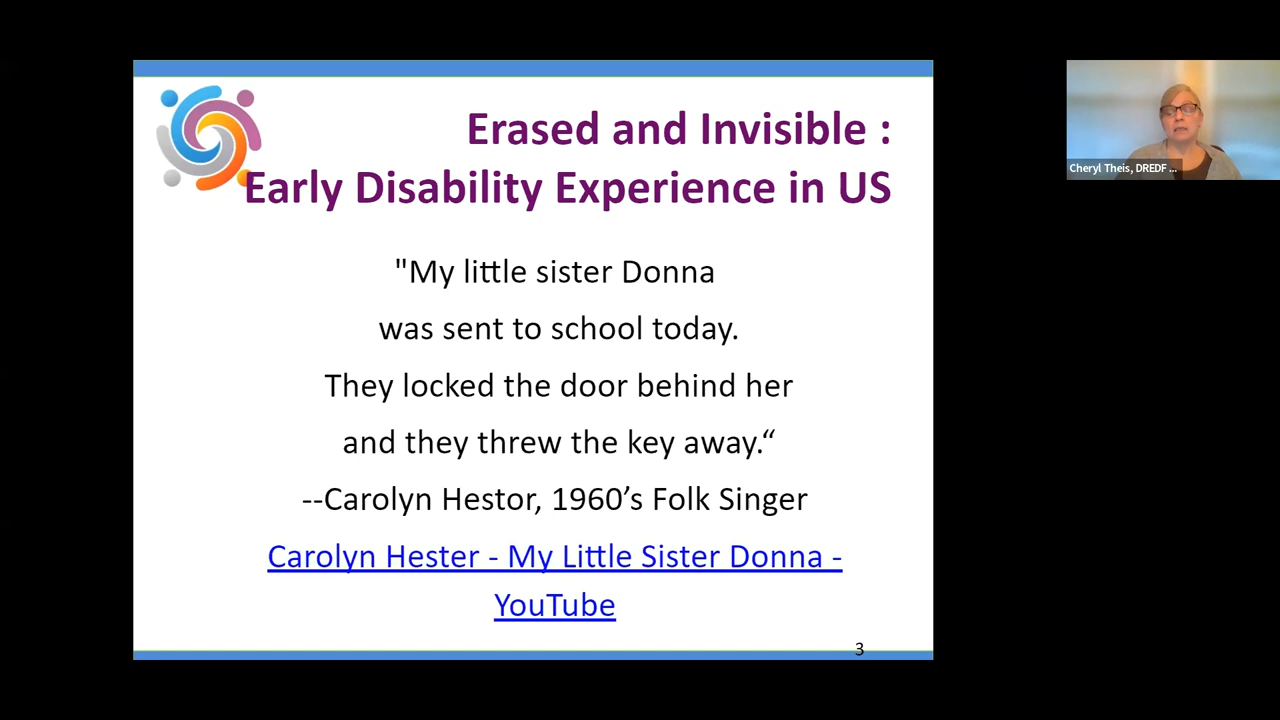 Erased and Invisible :
Early Disability Experience in US
"My little sister Donna
was sent to school today.
They locked the door behind her
and they threw the key away.“
--Carolyn Hestor, 1960’s Folk Singer
Carolyn Hester - My Little Sister Donna -
YouTube
3
Cheryl Theis, DREDF ...